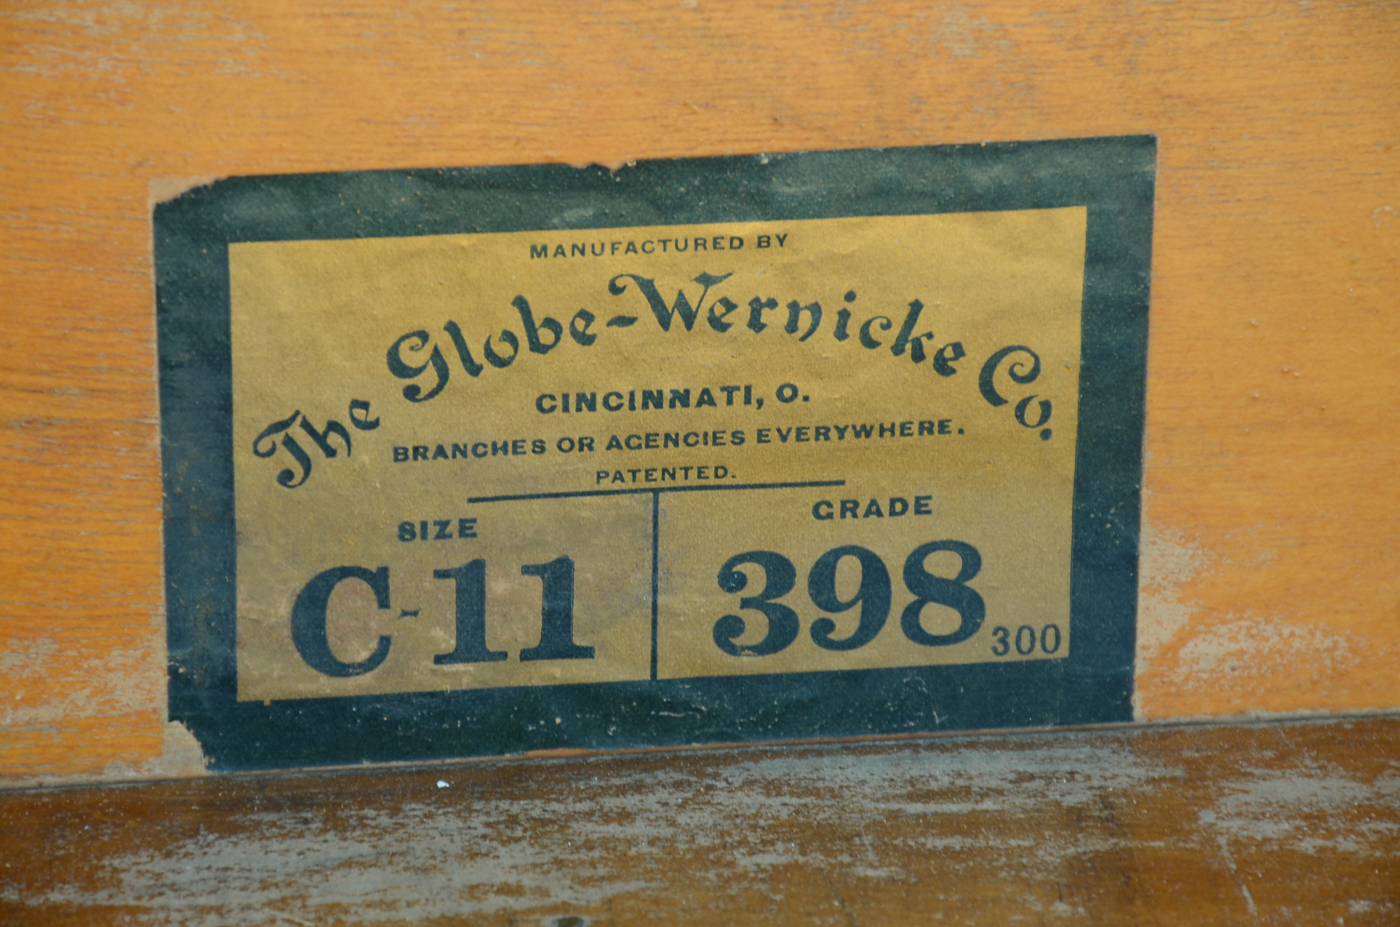 MANUFACTURED BY
The Globe-Wernicke Co.
CINCINNATI, O.
BRANCHES OR AGENCIES EVERYWHERE.
PATENTED.
SIZE
C-11
GRADE
398
300